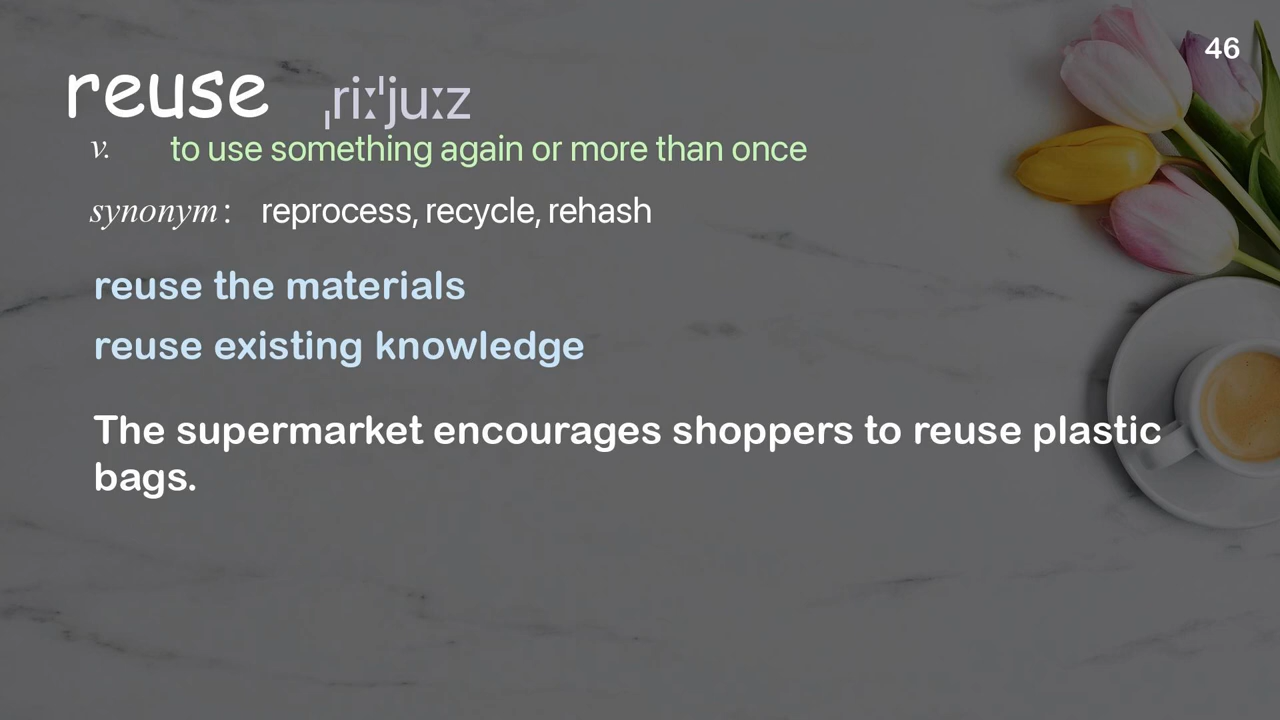 46
reuse ˌriːˈjuːz
v. to use something again or more than once
synonym: reprocess, recycle, rehash
reuse the materials
reuse existing knowledge
The supermarket encourages shoppers to reuse plastic
bags.